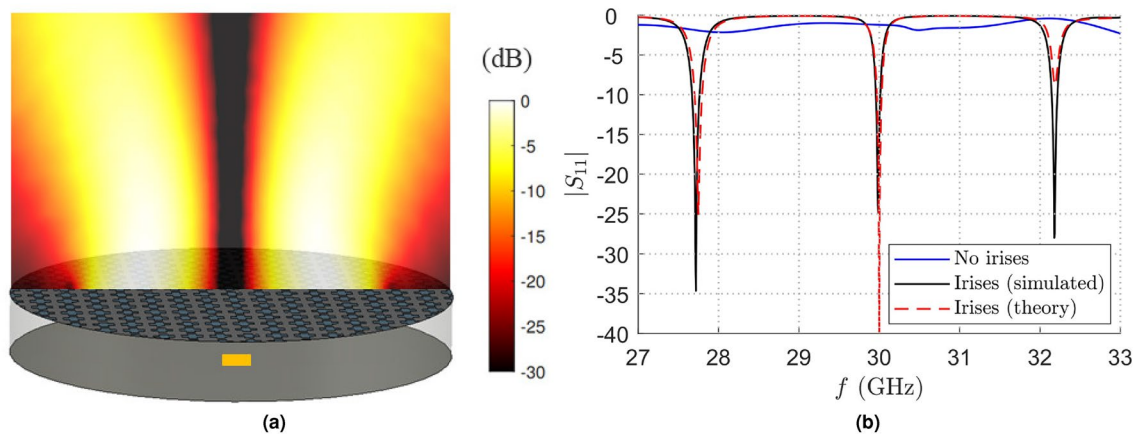 (dB)
0
-5
-10
-15
-20
-25
-30
(a)
0
-5
-10
-15
-20
-25
-30
-35
-40
|S11|
No irises
Irises (simulated)
Irises (theory)
27 28 29 30 31 32 33
f (GHz)
(b)